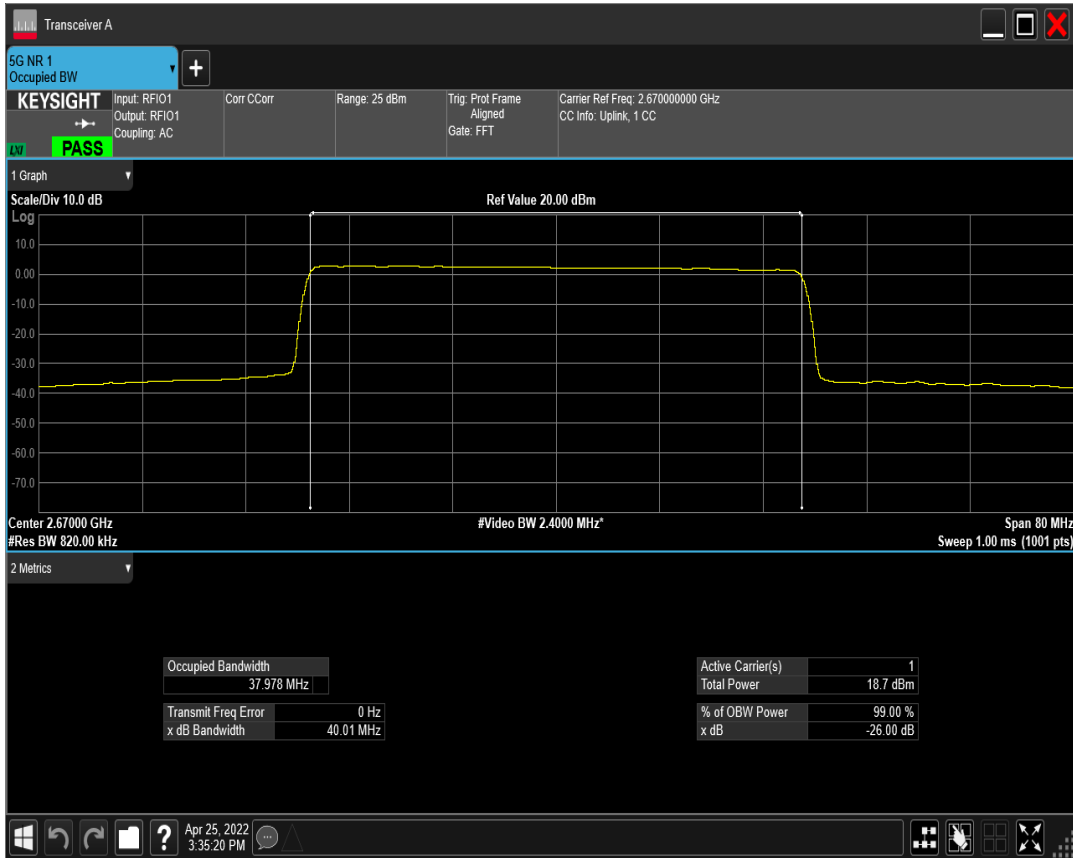 Transceiver A
5G NR 1
Occupied BW
KEYSIGHT
LXI
PASS
Input: RFIO1
Output: RFIO1
Coupling: AC
Corr CCorr
Range: 25 dBm
Trig: Prot Frame
Aligned
Gate: FFT
Carrier Ref Freq: 2.670000000 GHz
CC Info: Uplink, 1 CC
1 Graph
Scale/Div 10.0 dB
Ref Value 20.00 dBm
Log
10.0
0.00
-10.0
-20.0
-30.0
-40.0
-50.0
-60.0
-70.0
Center 2.67000 GHz
#Video BW 2.4000 MHz*
Span 80 MHz
#Res BW 820.00 kHz
Sweep 1.00 ms (1001 pts)
2 Metrics
Occupied Bandwidth
37.978 MHz
Transmit Freq Error 0 Hz
x dB Bandwidth 40.01 MHz
Active Carrier(s) 1
Total Power 18.7 dBm
% of OBW Power 99.00 %
x dB -26.00 dB
?
Apr 25, 2022
3:35:20 PM